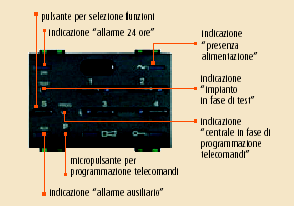 pulsante per selezione funzioni
indicazione “allarme 24 ore”
indicazione
“presenza
alimentazione”
indicazione
“impianto
in fase di test”
indicazione
“centrale in fase di
programmazione
telecomandi”
micropulsante per
programmazione telecomandi
indicazione “allarme ausiliario”